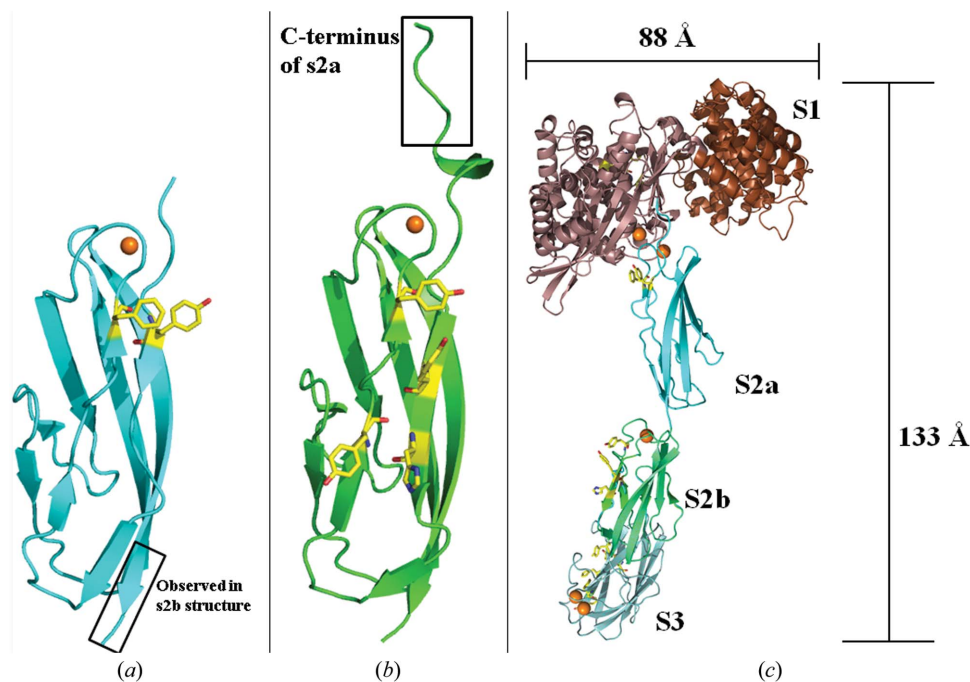 C-terminus
of s2a
Observed in
s2b structure
88 Å
S1
S2a
133 Å
S2b
S3
(a)
(b)
(c)